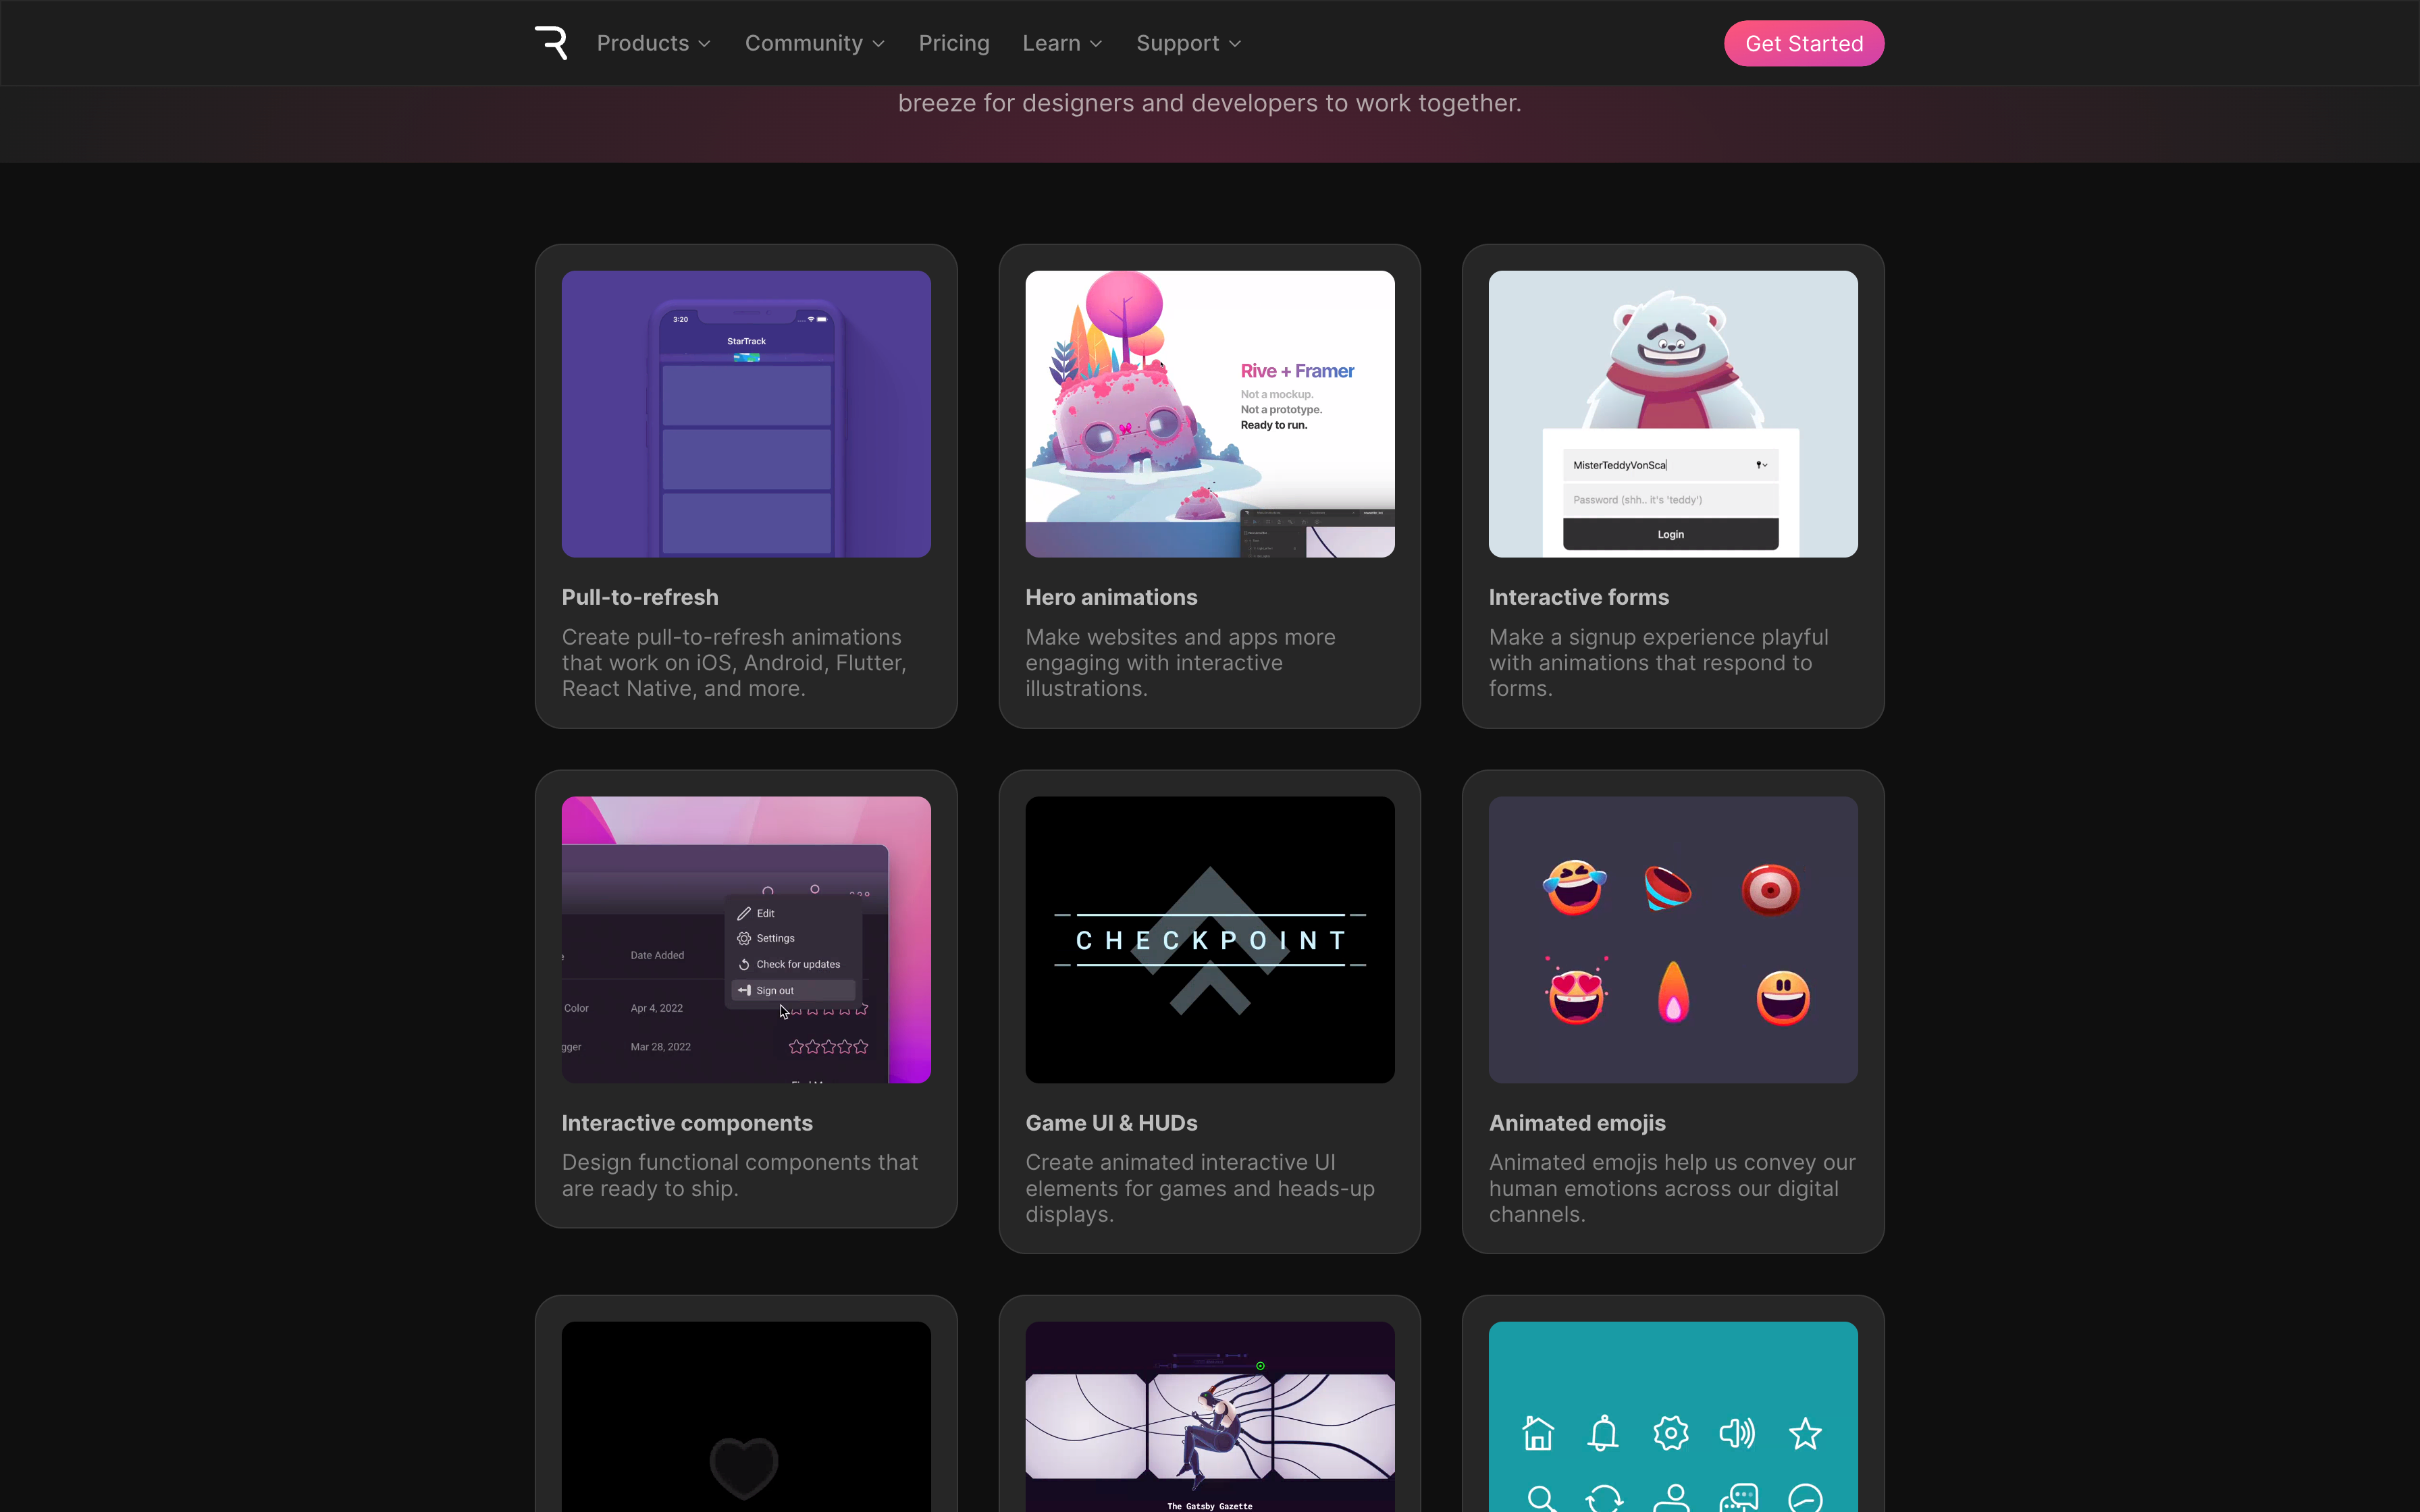 Products
Community
Pricing
Learn
Support
Get Started
breeze for designers and developers to work together.
3:20
StarTrack
Rive + Framer
Not a mockup.
Not a prototype.
Ready to run.
MisterTeddyVonSca
Password (shh.. it's 'teddy')
Login
Pull-to-refresh
Create pull-to-refresh animations
that work on iOS, Android, Flutter,
React Native, and more.
Hero animations
Make websites and apps more
engaging with interactive
illustrations.
Interactive forms
Make a signup experience playful
with animations that respond to
forms.
Edit
Settings
Check for updates
Sign out
Date Added
Color
Apr 4, 2022
gger
Mar 28, 2022
CHECKPOINT
Interactive components
Design functional components that
are ready to ship.
Game UI & HUDs
Create animated interactive UI
elements for games and heads-up
displays.
Animated emojis
Animated emojis help us convey our
human emotions across our digital
channels.
The Gatsby Gazette